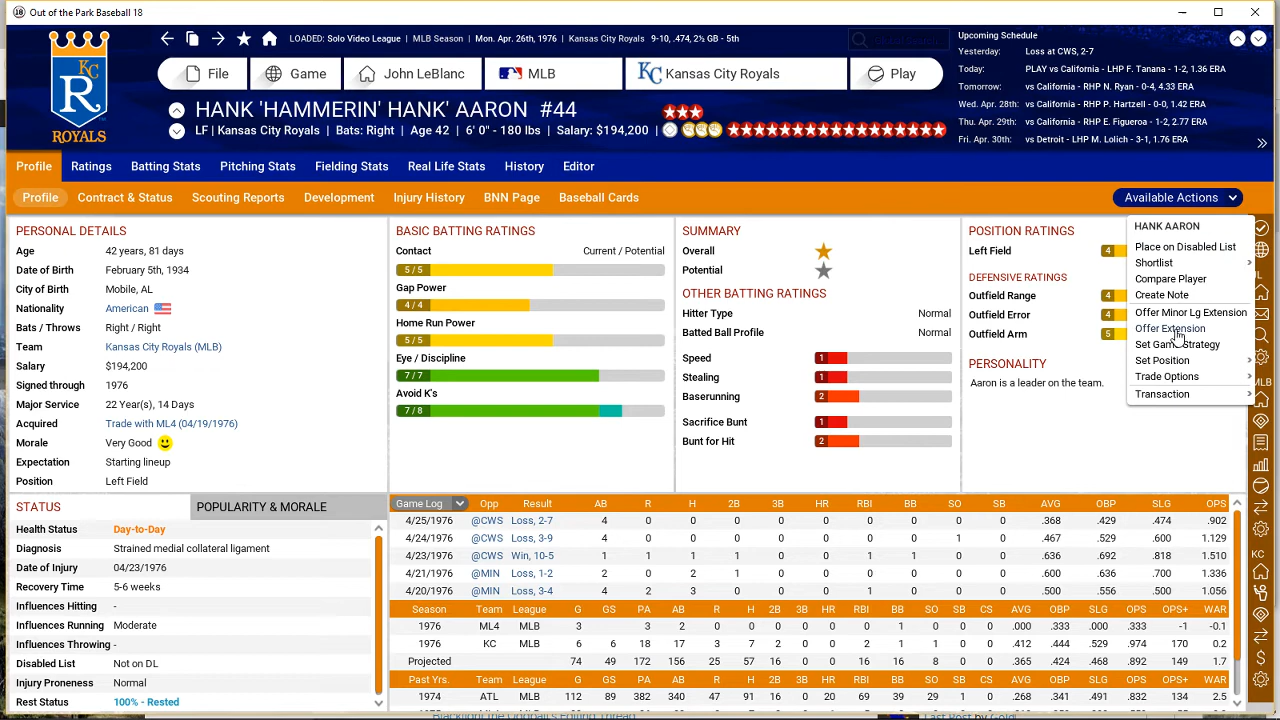 Out of the Park Baseball 18
LOADED: Solo Video League | MLB Season | Mon. Apr. 26th, 1976 | Kansas City Royals 9-10, .474, 2½ GB - 5th
Upcoming Schedule
Yesterday: Loss at CWS, 2-7
Today: PLAY vs California - LHP F. Tanana - 1-2, 1.36 ERA
Tomorrow: vs California - RHP N. Ryan - 0-4, 4.33 ERA
Wed. Apr. 28th: vs California - RHP P. Hartzell - 0-0, 1.42 ERA
Thu. Apr. 29th: vs California - RHP E. Figueroa - 1-2, 2.77 ERA
Fri. Apr. 30th: vs Detroit - LHP M. Lolich - 3-1, 1.76 ERA
R KC ROYALS
File Game John LeBlanc MLB KC Kansas City Royals Play
HANK 'HAMMERIN' HANK' AARON #44
LF | Kansas City Royals | Bats: Right | Age 42 | 6' 0" - 180 lbs | Salary: $194,200
Profile Ratings Batting Stats Pitching Stats Fielding Stats Real Life Stats History Editor
Profile Contract & Status Scouting Reports Development Injury History BNN Page Baseball Cards Available Actions
HANK AARON
Place on Disabled List
Shortlist
Compare Player
Create Note
Offer Minor Lg Extension
Offer Extension
Set Game Strategy
Set Position
Trade Options
Transaction
PERSONAL DETAILS
Age 42 years, 81 days
Date of Birth February 5th, 1934
City of Birth Mobile, AL
Nationality American
Bats / Throws Right / Right
Team Kansas City Royals (MLB)
Salary $194,200
Signed through 1976
Major Service 22 Year(s), 14 Days
Acquired Trade with ML4 (04/19/1976)
Morale Very Good
Expectation Starting lineup
Position Left Field
BASIC BATTING RATINGS
Contact Current / Potential
5 / 5
Gap Power
4 / 4
Home Run Power
5 / 5
Eye / Discipline
7 / 7
Avoid K's
7 / 8
SUMMARY
Overall
Potential
OTHER BATTING RATINGS
Hitter Type Normal
Batted Ball Profile Normal
Speed 1
Stealing 1
Baserunning 2
Sacrifice Bunt 1
Bunt for Hit 2
POSITION RATINGS
Left Field 4
DEFENSIVE RATINGS
Outfield Range 4
Outfield Error 4
Outfield Arm 5
PERSONALITY
Aaron is a leader on the team.
MLB
KC
STATUS POPULARITY & MORALE
Health Status Day-to-Day
Diagnosis Strained medial collateral ligament
Date of Injury 04/23/1976
Recovery Time 5-6 weeks
Influences Hitting -
Influences Running Moderate
Influences Throwing -
Disabled List Not on DL
Injury Proneness Normal
Rest Status 100% - Rested
Game Log Opp Result AB R H 2B 3B HR RBI BB SO SB AVG OBP SLG OPS
4/25/1976 @CWS Loss, 2-7 4 0 0 0 0 0 0 0 0 0 .368 .429 .474 .902
4/24/1976 @CWS Loss, 3-9 4 0 0 0 0 0 0 0 1 0 .467 .529 .600 1.129
4/23/1976 @CWS Win, 10-5 1 1 1 1 0 0 1 1 0 0 .636 .692 .818 1.510
4/21/1976 @MIN Loss, 1-2 2 0 2 1 0 0 0 0 0 0 .600 .636 .700 1.336
4/20/1976 @MIN Loss, 3-4 4 2 3 0 0 0 1 0 0 0 .500 .556 .500 1.056
Season Team League G GS PA AB R H 2B 3B HR RBI BB SO SB CS AVG OBP SLG OPS OPS+ WAR
1976 ML4 MLB 3 3 2 0 0 0 0 0 0 1 0 0 0 .000 .333 .000 .333 -1 -0.1
1976 KC MLB 6 6 18 17 3 7 2 0 0 2 1 1 0 0 .412 .444 .529 .974 170 0.2
Projected 74 49 172 156 25 57 16 0 0 16 16 8 0 0 .365 .424 .468 .892 149 1.7
Past Yrs. Team League G GS PA AB R H 2B 3B HR RBI BB SO SB CS AVG OBP SLG OPS OPS+ WAR
1974 ATL MLB 112 89 382 340 47 91 16 0 20 69 39 29 1 0 .268 .341 .491 .832 134 2.5